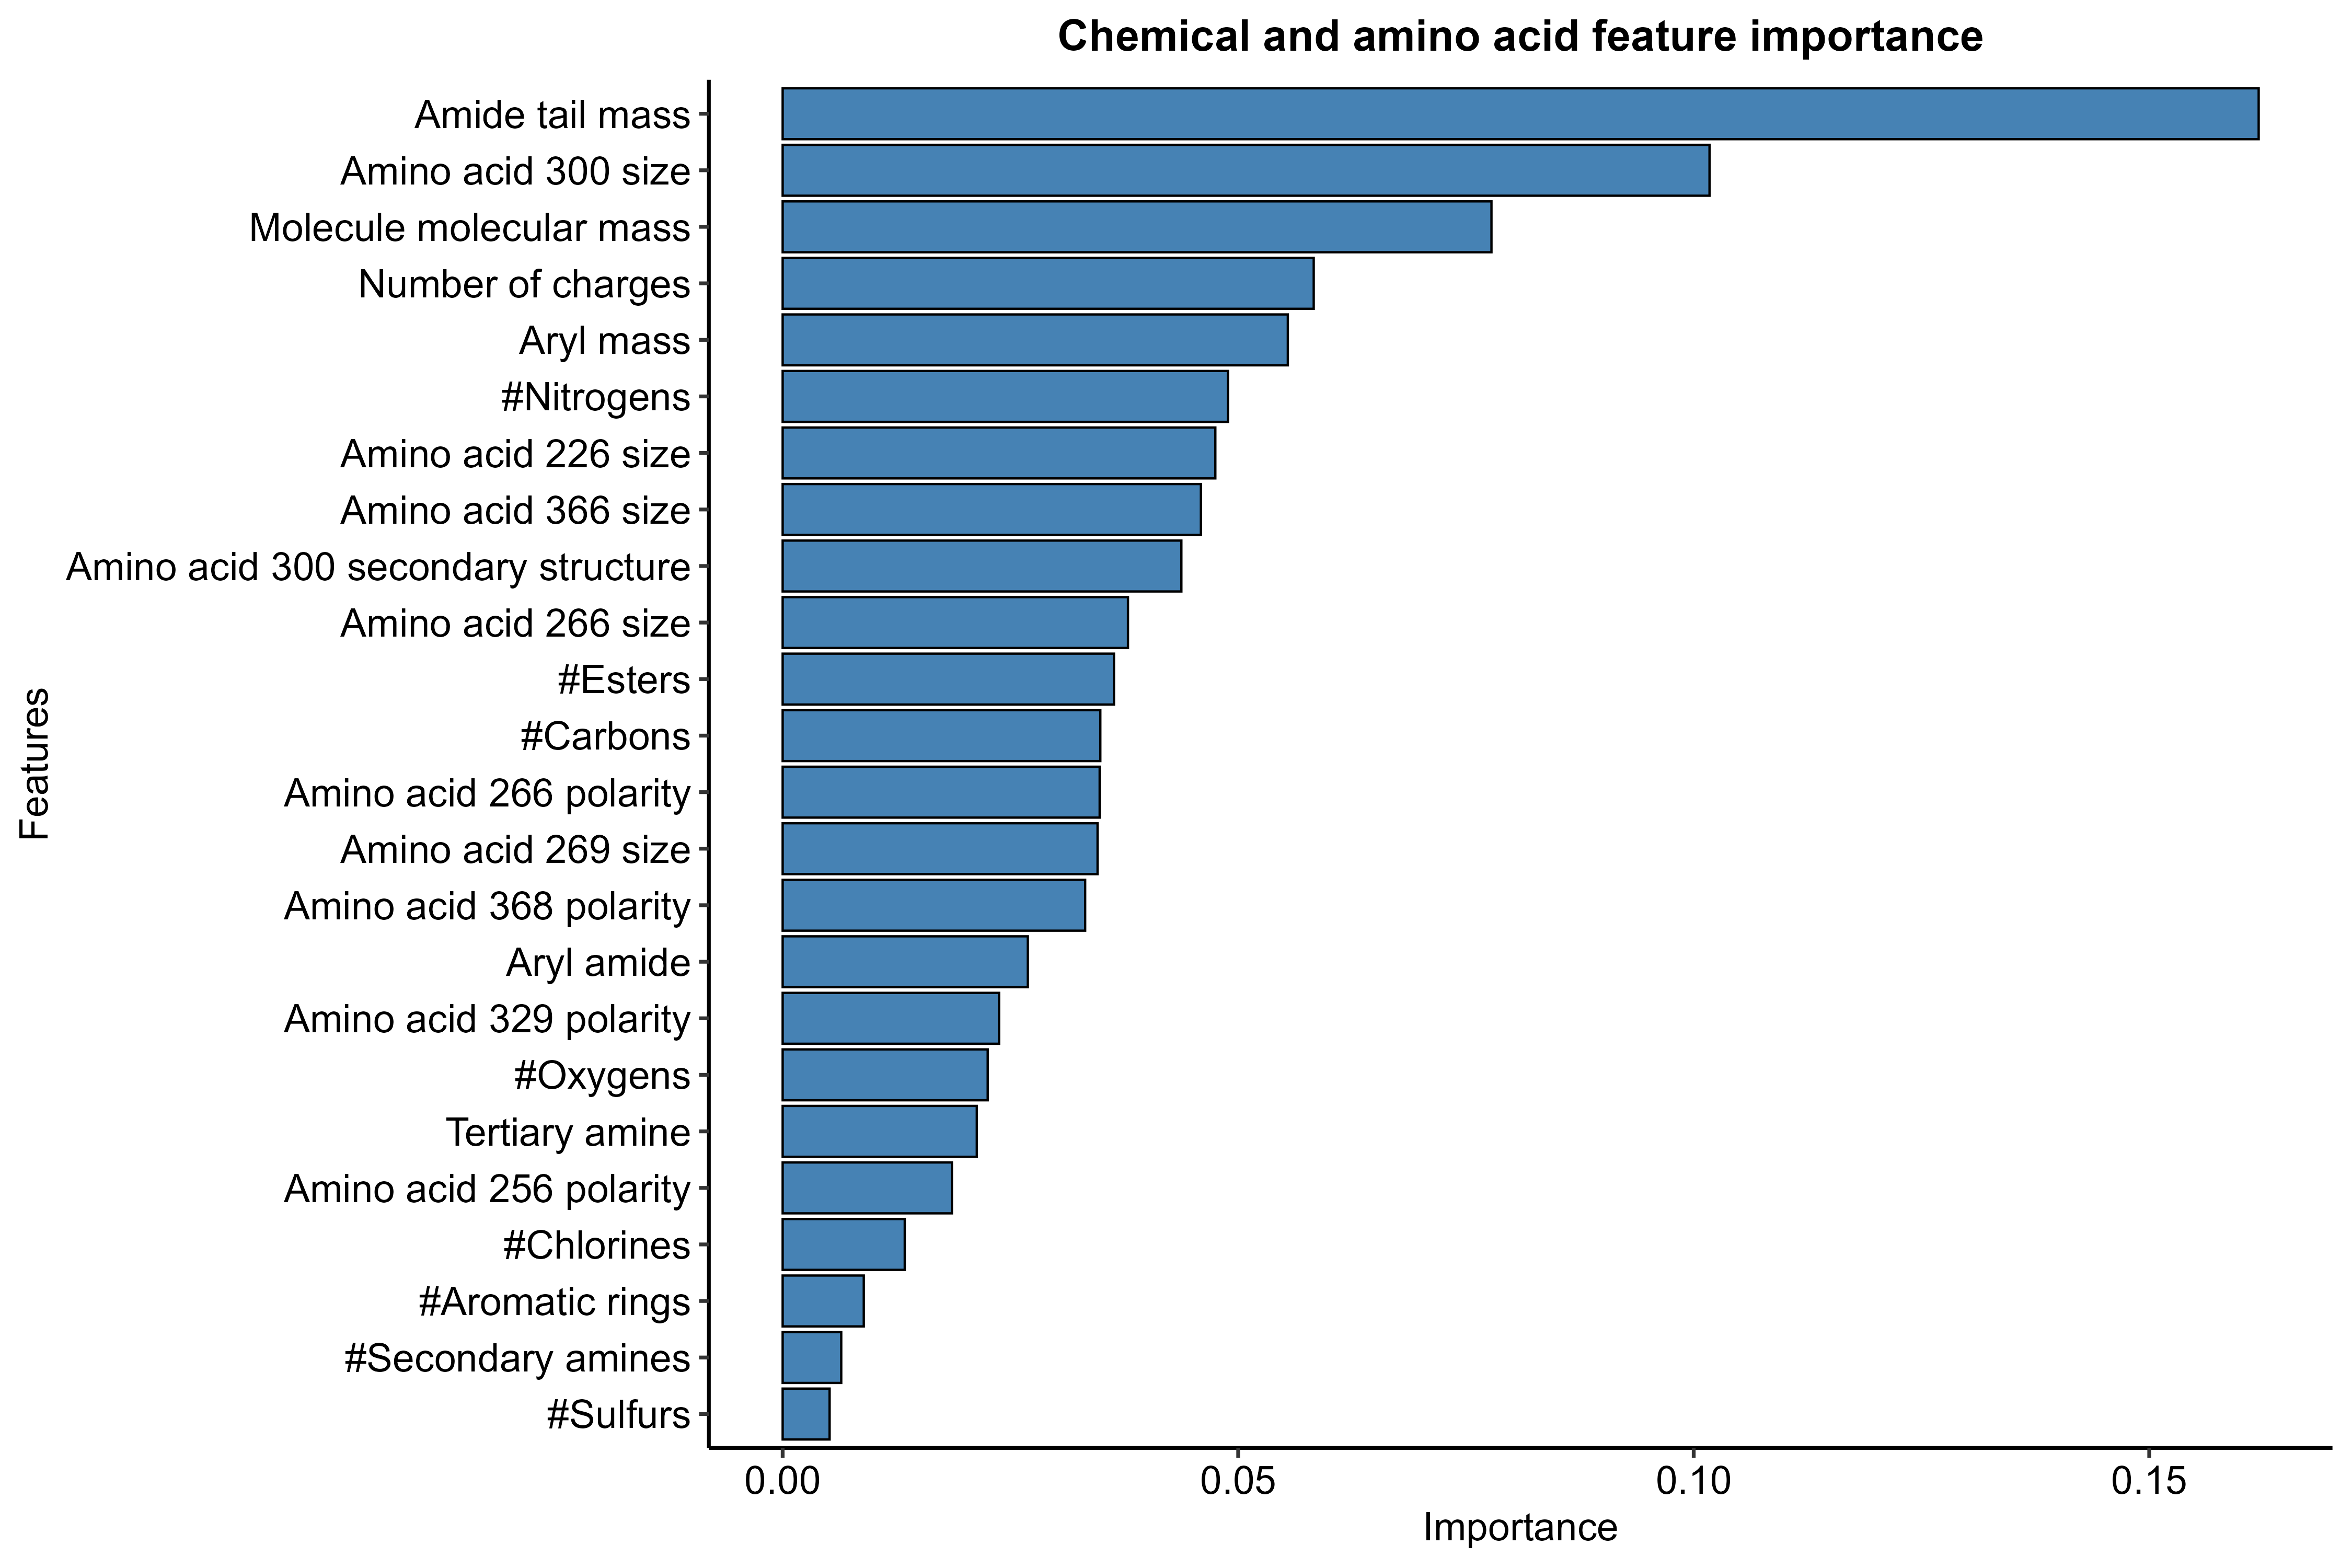 Chemical and amino acid feature importance
Amide tail mass
Amino acid 300 size
Molecule molecular mass
Number of charges
Aryl mass
#Nitrogens
Amino acid 226 size
Amino acid 366 size
Amino acid 300 secondary structure
Amino acid 266 size
#Esters
#Carbons
Amino acid 266 polarity
Amino acid 269 size
Amino acid 368 polarity
Aryl amide
Amino acid 329 polarity
#Oxygens
Tertiary amine
Amino acid 256 polarity
#Chlorines
#Aromatic rings
#Secondary amines
#Sulfurs
Features
0.00 0.05 0.10 0.15
Importance